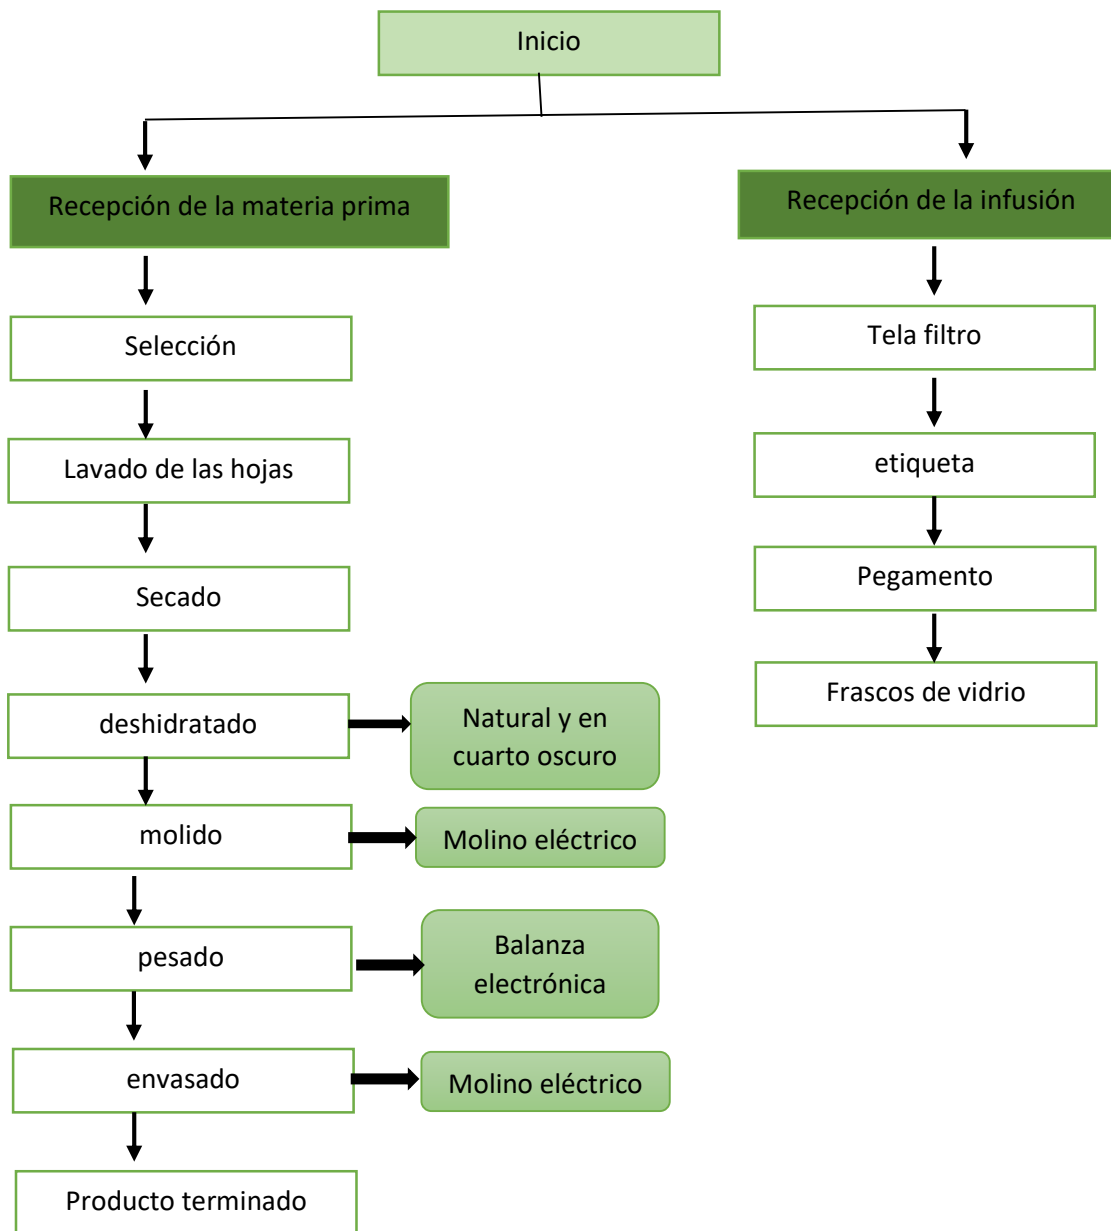 Inicio
Recepción de la materia prima
Selección
Lavado de las hojas
Secado
deshidratado
Natural y en
cuarto oscuro
molido
Molino eléctrico
pesado
Balanza
electrónica
envasado
Molino eléctrico
Producto terminado
Recepción de la infusión
Tela filtro
etiqueta
Pegamento
Frascos de vidrio